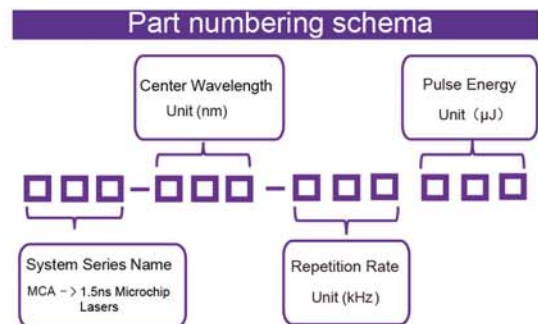 Part numbering schema
Center Wavelength
Unit (nm)
Pulse Energy
Unit (μJ)
System Series Name
MCA -> 1.5ns Microchip
Lasers
Repetition Rate
Unit (kHz)